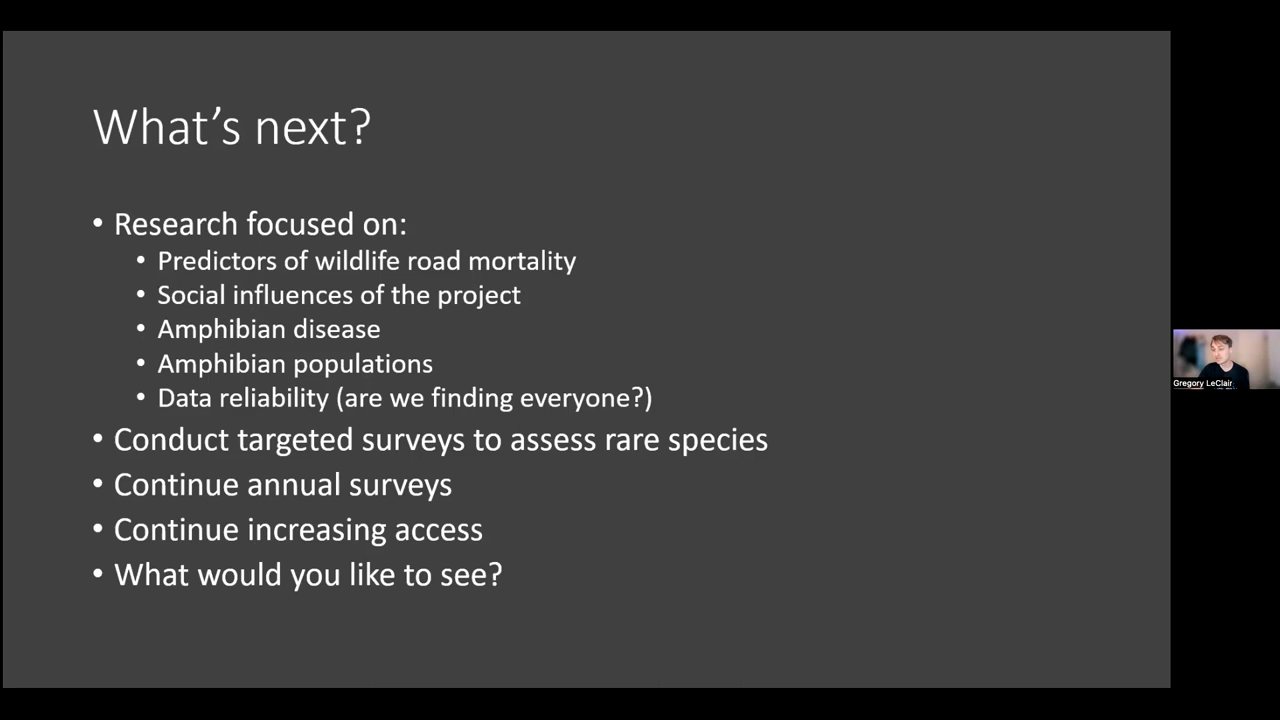 What’s next?
• Research focused on:
• Predictors of wildlife road mortality
• Social influences of the project
• Amphibian disease
• Amphibian populations
• Data reliability (are we finding everyone?)
• Conduct targeted surveys to assess rare species
• Continue annual surveys
• Continue increasing access
• What would you like to see?
Gregory LeClair